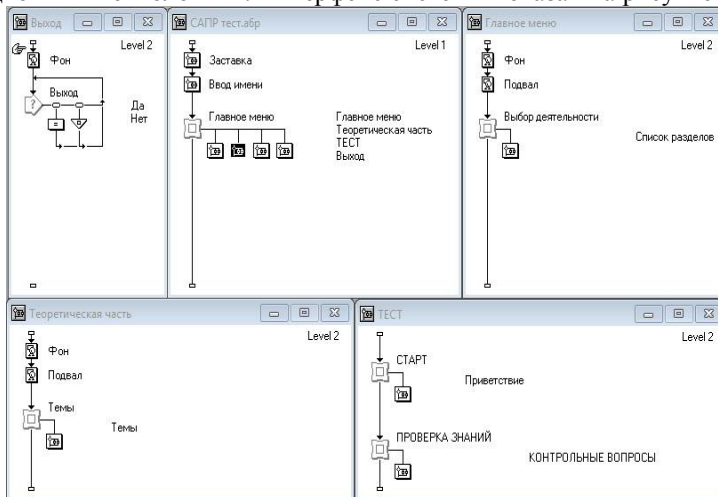 Выход
Level 2
Фон
Выход
Да
Нет
САПР тест.абр
Level 1
Заставка
Ввод имени
Главное меню
Главное меню
Теоретическая часть
ТЕСТ
Выход
Главное меню
Level 2
Фон
Подвал
Выбор деятельности
Список разделов
Теоретическая часть
Level 2
Фон
Подвал
Темы
Темы
ТЕСТ
Level 2
СТАРТ
Приветствие
ПРОВЕРКА ЗНАНИЙ
КОНТРОЛЬНЫЕ ВОПРОСЫ